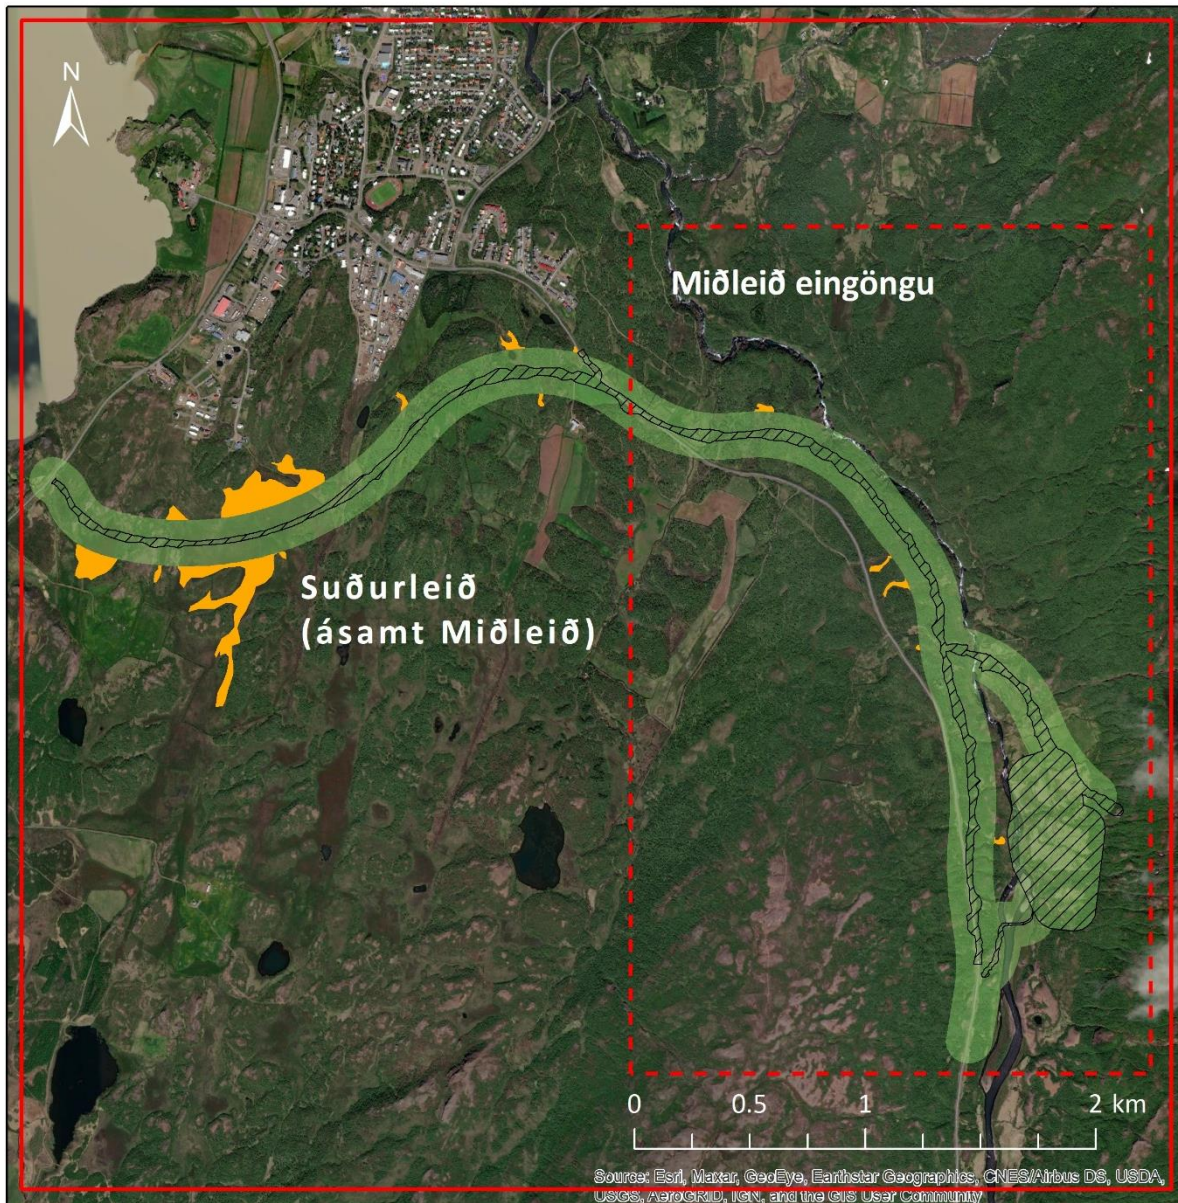 N
Miðleið eingöngu
Suðurleið
(ásamt Miðleið)
0 0.5 1 2 km
Source: Esri, Maxar, GeoEye, Earthstar Geographics, CNES/Airbus DS, USDA,
USGS, AeroGRID, IGN, and the GIS User Community